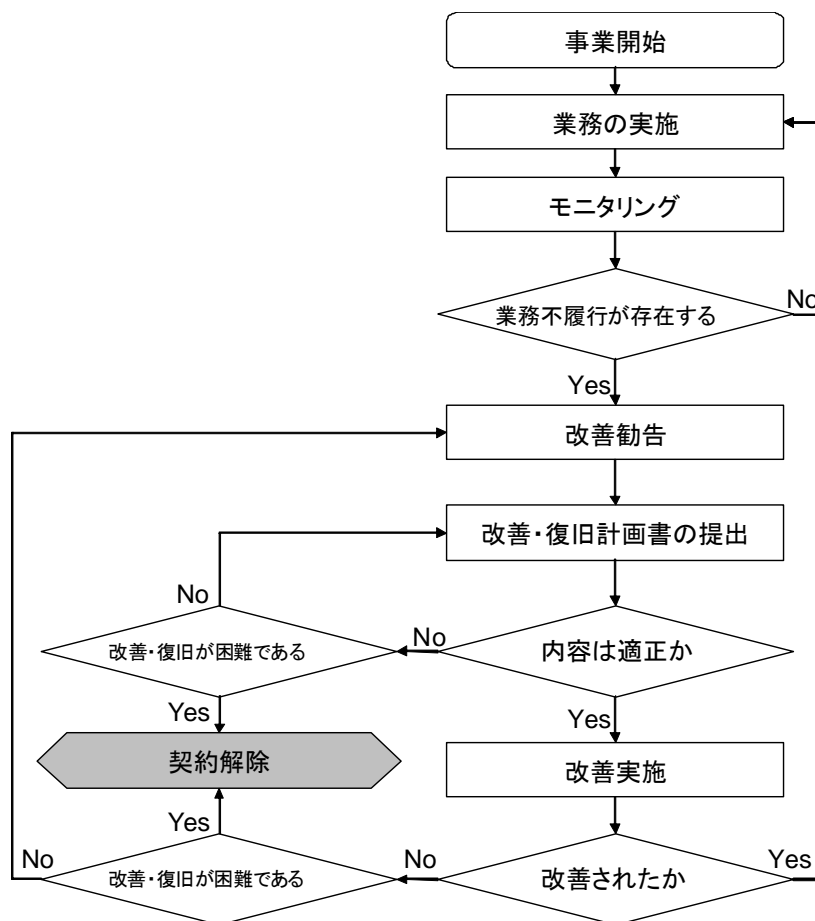 事業開始
業務の実施
モニタリング
業務不履行が存在する
No
Yes
改善勧告
改善・復旧計画書の提出
No
改善・復旧が困難である
No
内容は適正か
Yes
Yes
契約解除
改善実施
Yes
No
改善・復旧が困難である
No
改善されたか
Yes